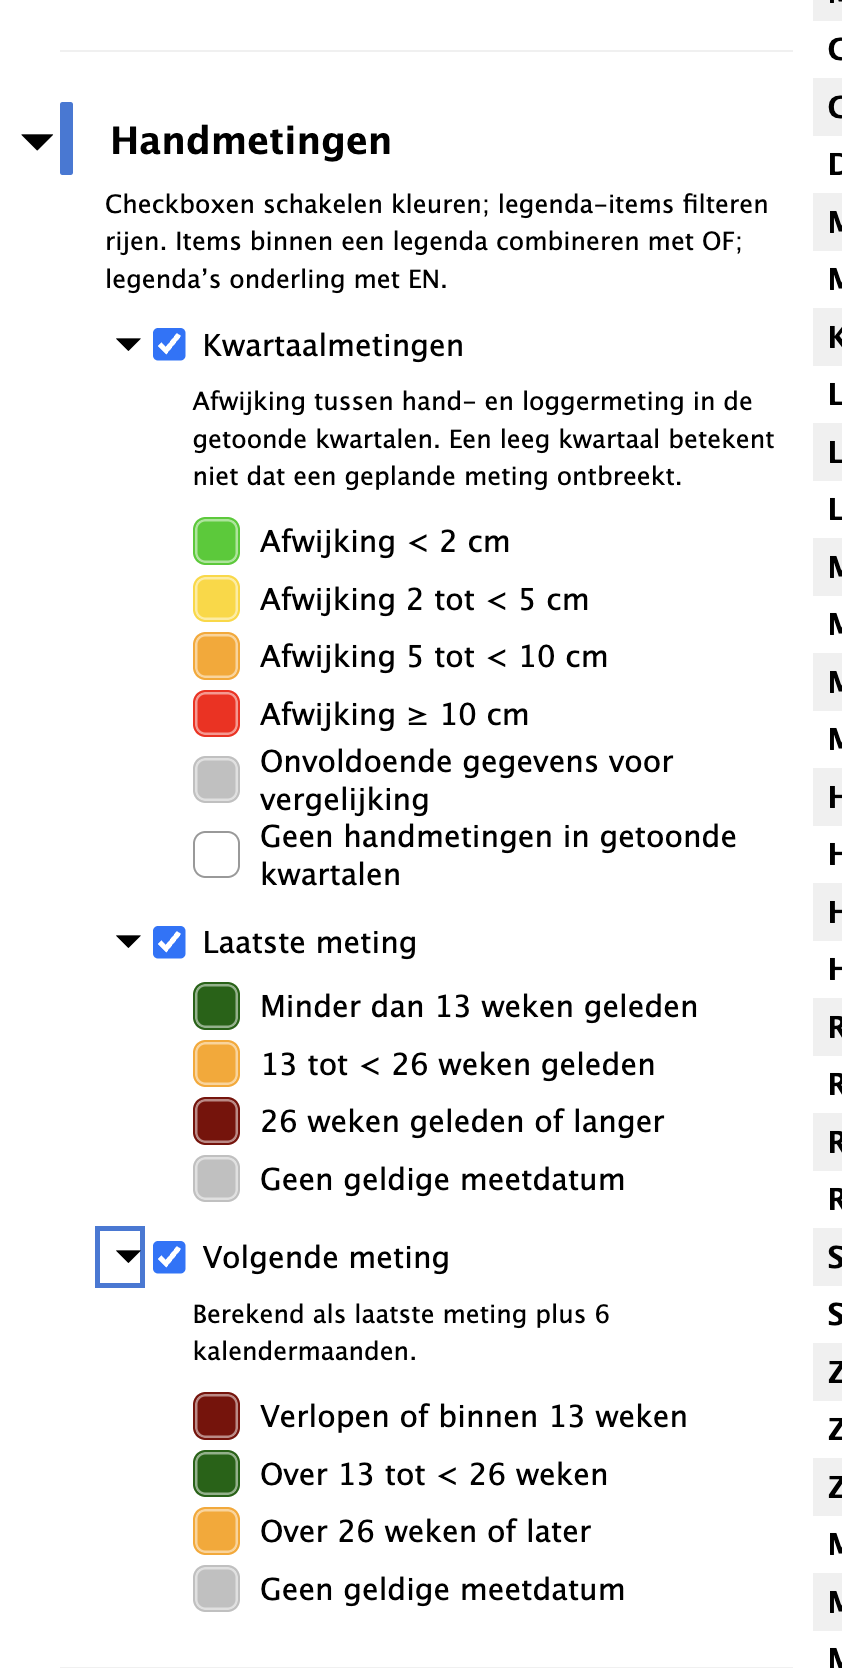 Handmetingen
Checkboxen schakelen kleuren; legenda-items filteren
rijen. Items binnen een legenda combineren met OF;
legenda’s onderling met EN.
Kwartaalmetingen
Afwijking tussen hand- en loggermeting in de
getoonde kwartalen. Een leeg kwartaal betekent
niet dat een geplande meting ontbreekt.
Afwijking < 2 cm
Afwijking 2 tot < 5 cm
Afwijking 5 tot < 10 cm
Afwijking ≥ 10 cm
Onvoldoende gegevens voor
vergelijking
Geen handmetingen in getoonde
kwartalen
Laatste meting
Minder dan 13 weken geleden
13 tot < 26 weken geleden
26 weken geleden of langer
Geen geldige meetdatum
Volgende meting
Berekend als laatste meting plus 6
kalendermaanden.
Verlopen of binnen 13 weken
Over 13 tot < 26 weken
Over 26 weken of later
Geen geldige meetdatum